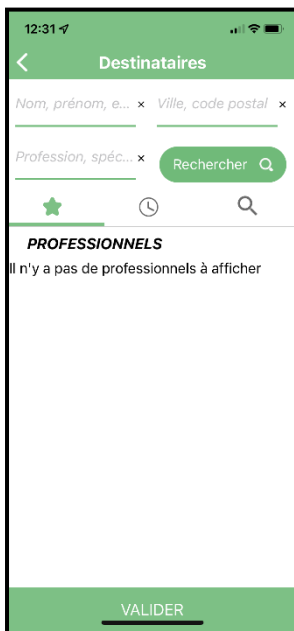 12:31
Destinataires
Nom, prénom, e... × Ville, code postal ×
Profession, spéc... × Rechercher
PROFESSIONNELS
Il n'y a pas de professionnels à afficher
VALIDER